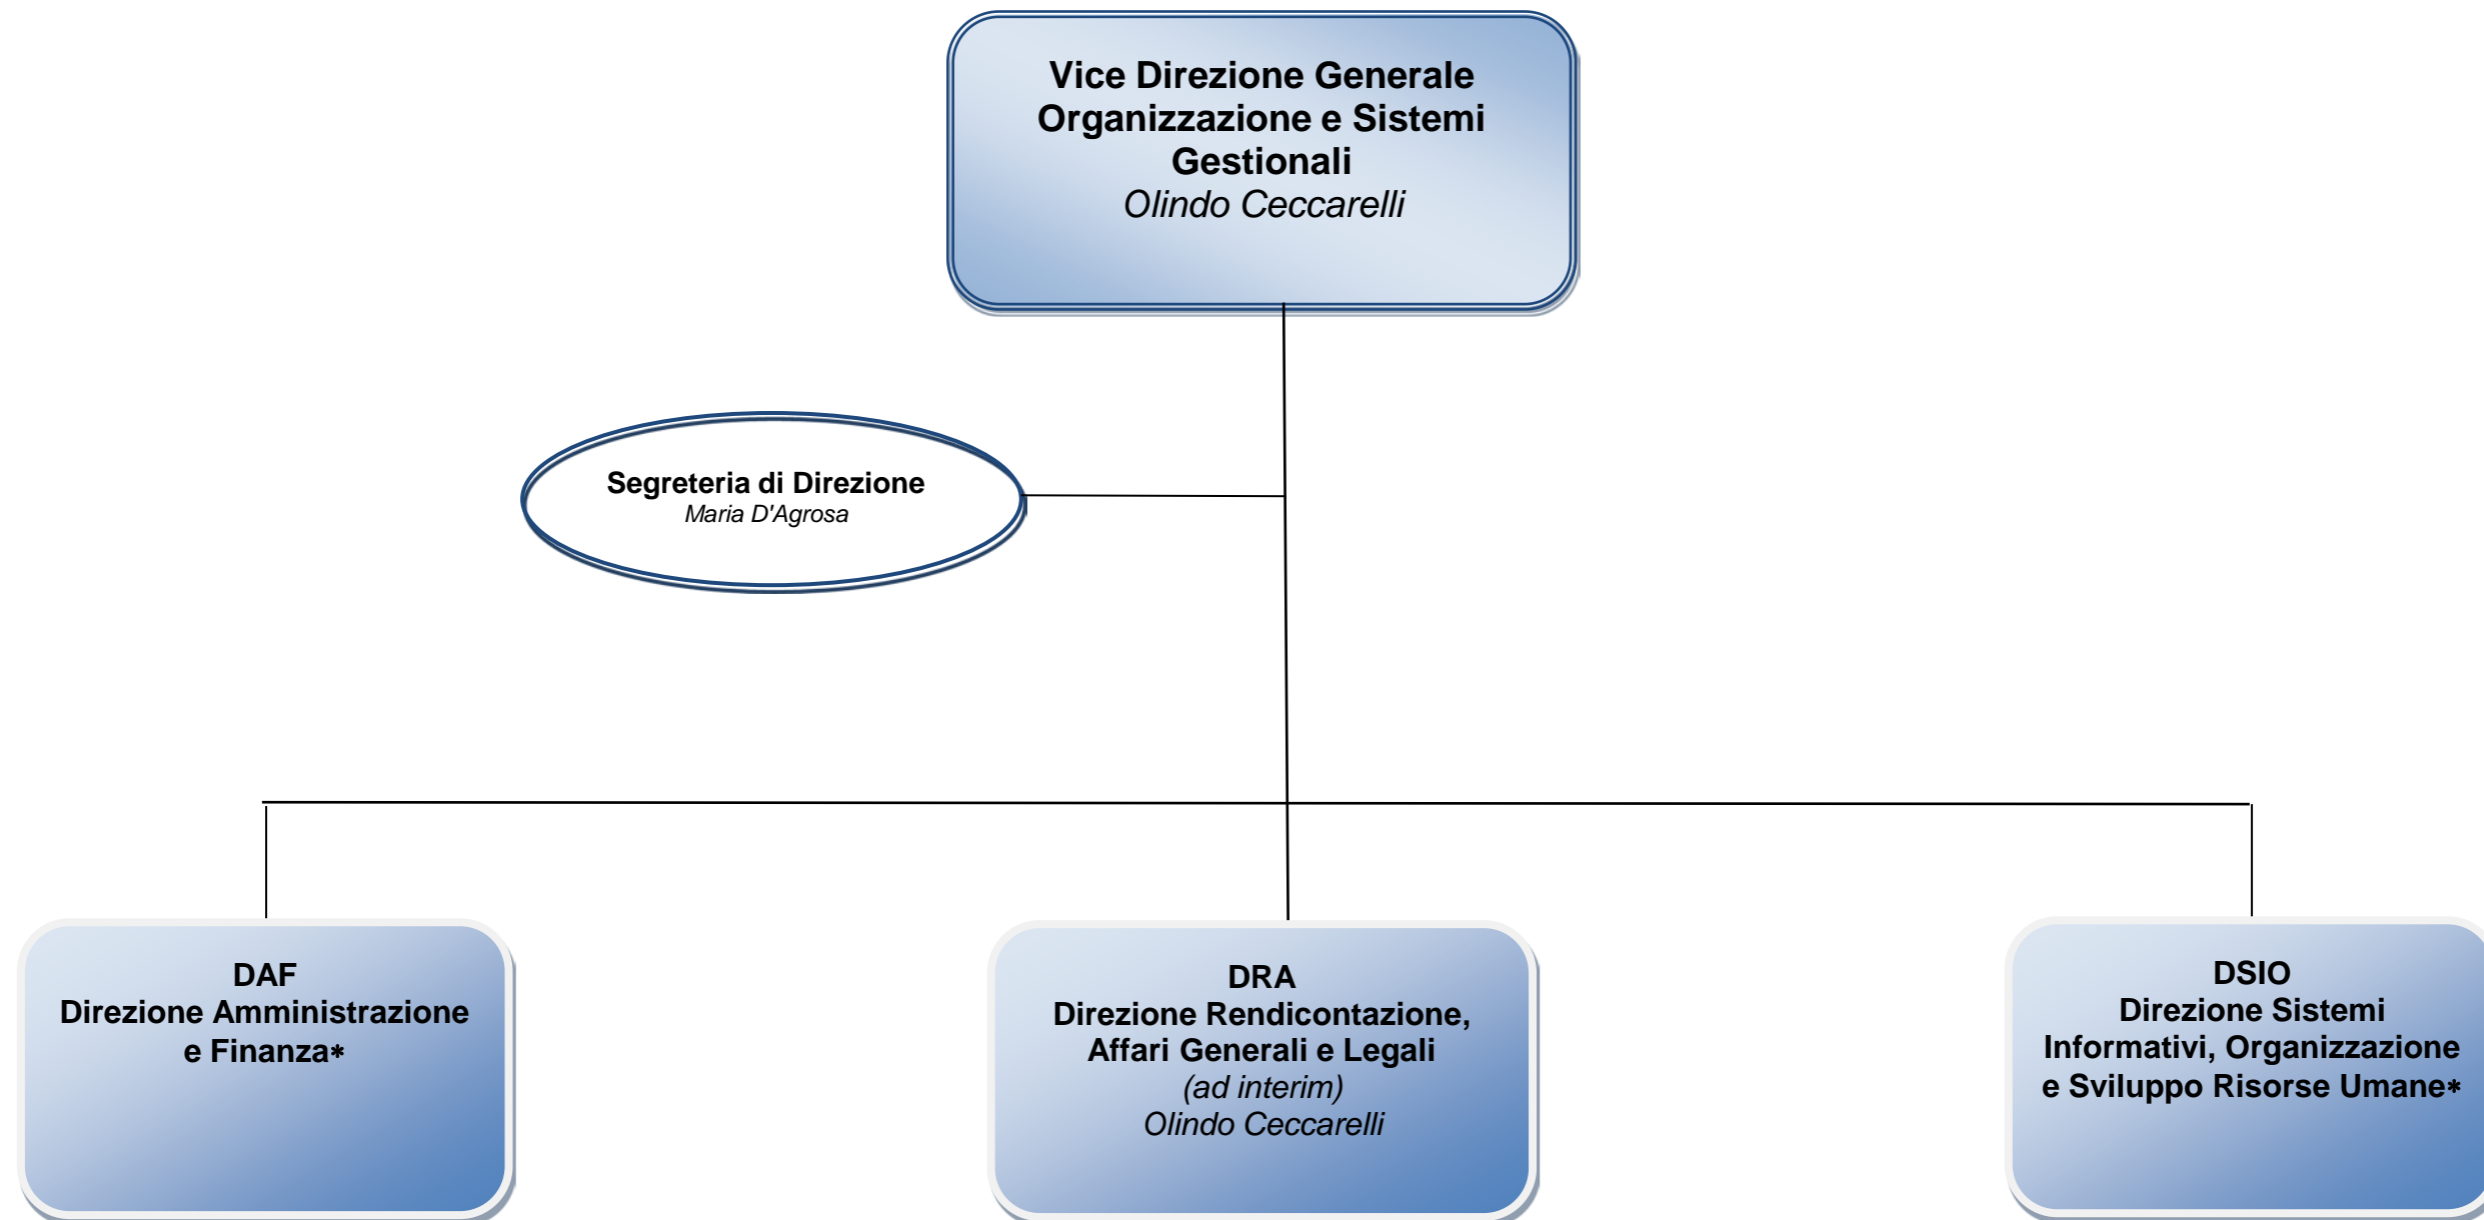 Vice Direzione Generale
Organizzazione e Sistemi
Gestionali
Olindo Ceccarelli
Segreteria di Direzione
Maria D'Agrosa
DAF
Direzione Amministrazione
e Finanza*
DRA
Direzione Rendicontazione,
Affari Generali e Legali
(ad interim)
Olindo Ceccarelli
DSIO
Direzione Sistemi
Informativi, Organizzazione
e Sviluppo Risorse Umane*